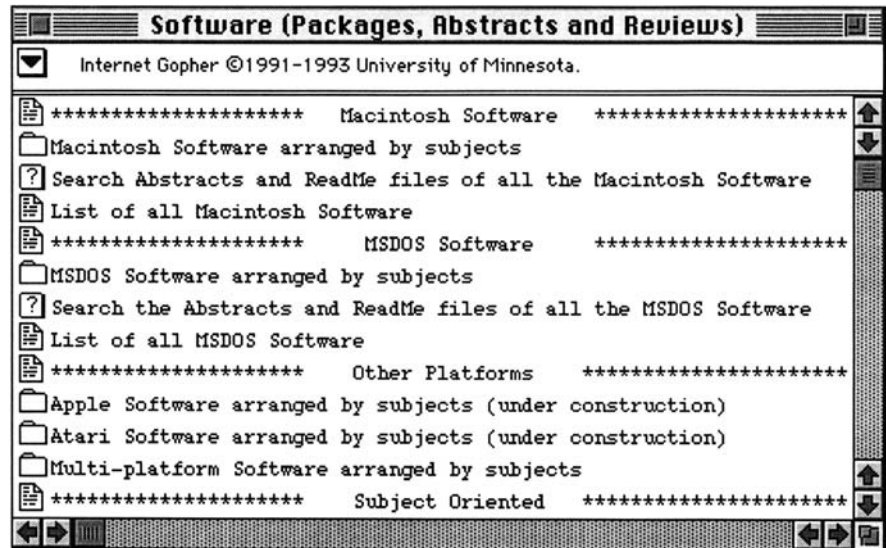 Software (Packages, Abstracts and Reviews)
Internet Gopher ©1991-1993 University of Minnesota.
********************* Macintosh Software *********************
Macintosh Software arranged by subjects
? Search Abstracts and ReadMe files of all the Macintosh Software
List of all Macintosh Software
********************* MSDOS Software *********************
MSDOS Software arranged by subjects
? Search the Abstracts and ReadMe files of all the MSDOS Software
List of all MSDOS Software
********************* Other Platforms **********************
Apple Software arranged by subjects (under construction)
Atari Software arranged by subjects (under construction)
Multi-platform Software arranged by subjects
********************* Subject Oriented **********************